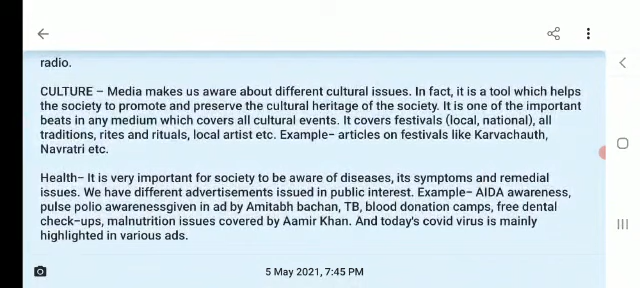 radio.
CULTURE – Media makes us aware about different cultural issues. In fact, it is a tool which helps
the society to promote and preserve the cultural heritage of the society. It is one of the important
beats in any medium which covers all cultural events. It covers festivals (local, national), all
traditions, rites and rituals, local artist etc. Example- articles on festivals like Karvachauth,
Navratri etc.
Health- It is very important for society to be aware of diseases, its symptoms and remedial
issues. We have different advertisements issued in public interest. Example- AIDA awareness,
pulse polio awarenessgiven in ad by Amitabh bachan, TB, blood donation camps, free dental
check-ups, malnutrition issues covered by Aamir Khan. And today's covid virus is mainly
highlighted in various ads.
5 May 2021, 7:45 PM